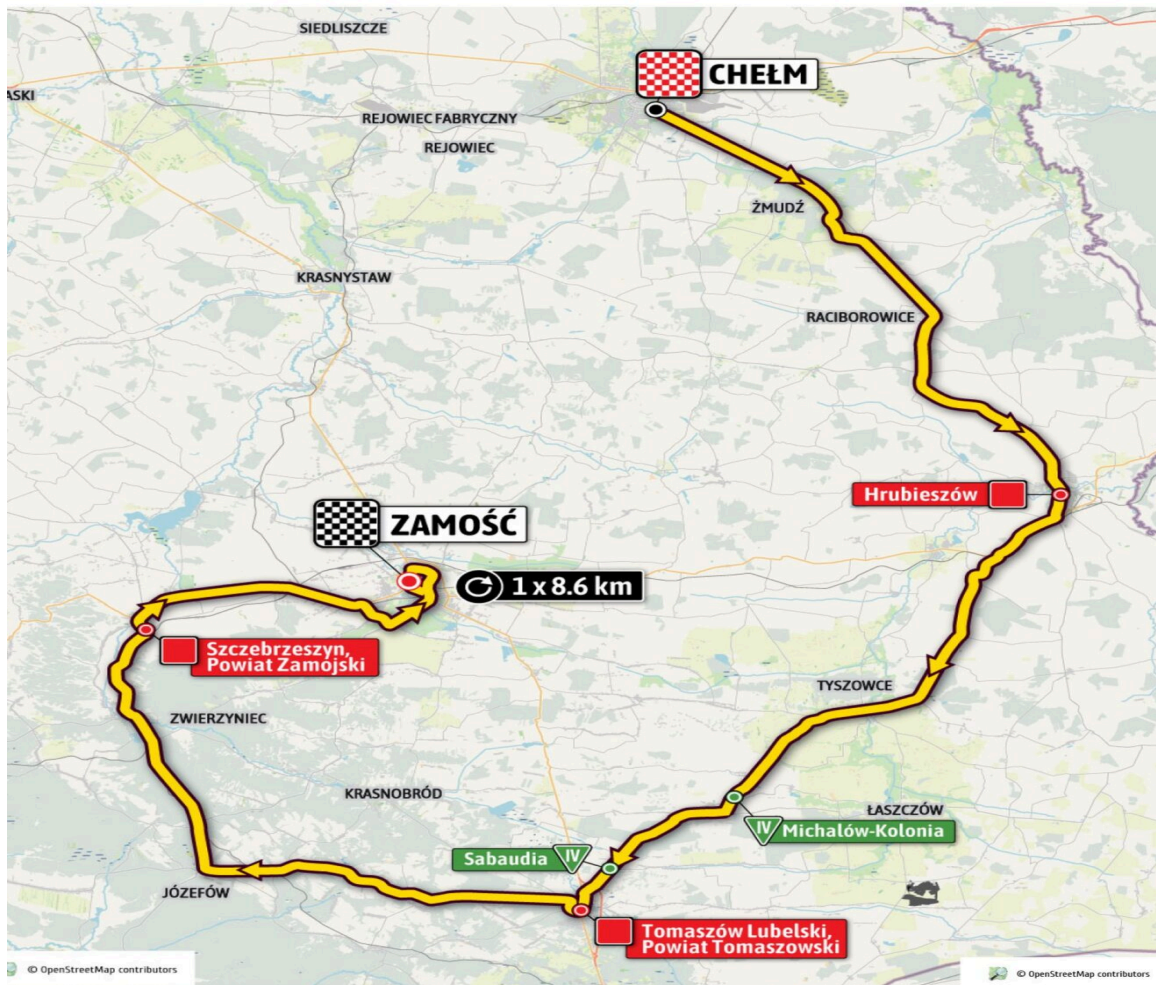 SIEDLISZCZE
CHEŁM
ASKI
REJOWIEC FABRYCZNY
REJOWIEC
ŻMUDŹ
KRASNYSTAW
RACIBOROWICE
Hrubieszów
ZAMOŚĆ
1 x 8.6 km
Szczebrzeszyn,
Powiat Zamojski
TYSZOWCE
ZWIERZYNIEC
KRASNOBRÓD
ŁASZCZÓW
IV Michalów-Kolonia
Sabaudia IV
JÓZEFÓW
Tomaszów Lubelski,
Powiat Tomaszowski
© OpenStreetMap contributors
© OpenStreetMap contributors